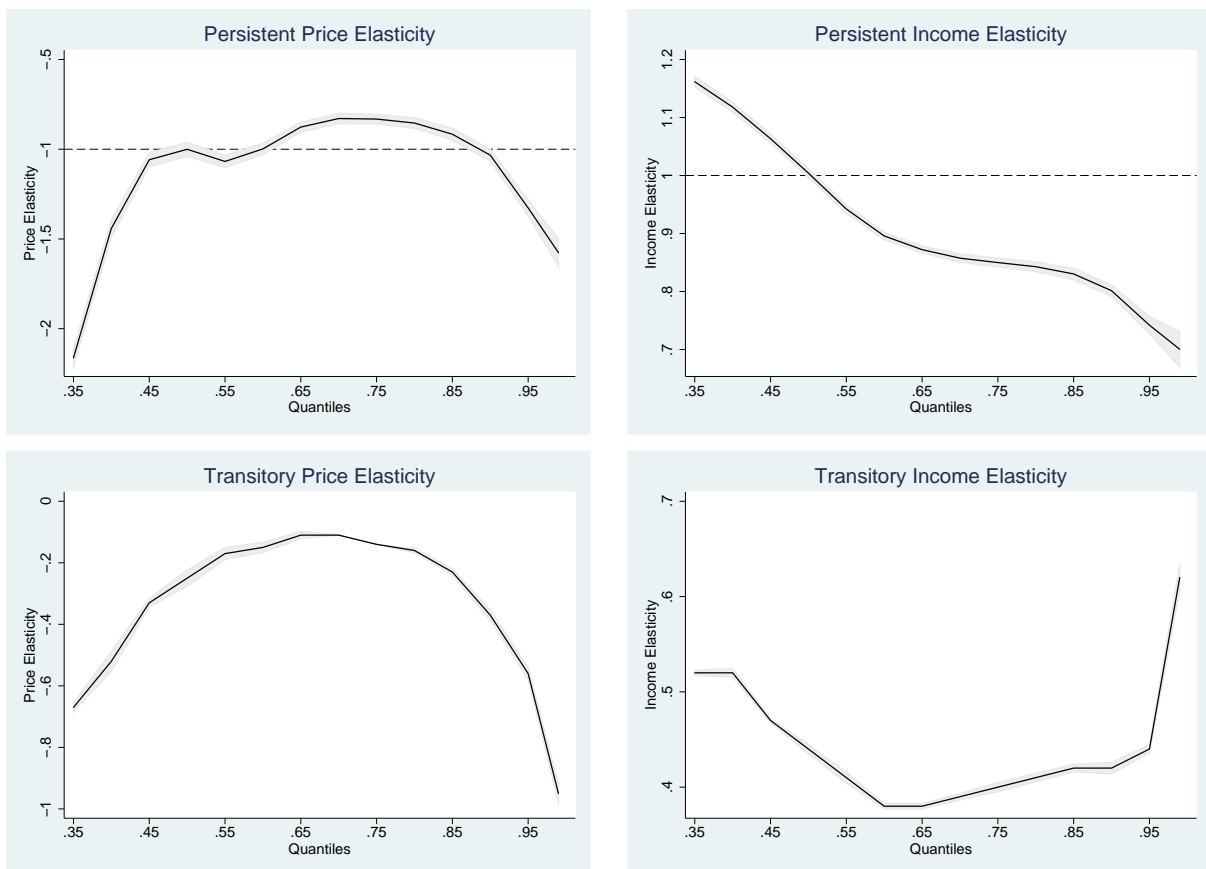 Persistent Price Elasticity
Price Elasticity
−.5
−1
−1.5
−2
.35 .45 .55 .65 .75 .85 .95
Quantiles
Persistent Income Elasticity
Income Elasticity
1.2
1.1
1
.9
.8
.7
.35 .45 .55 .65 .75 .85 .95
Quantiles
Transitory Price Elasticity
Price Elasticity
0
−.2
−.4
−.6
−.8
−1
.35 .45 .55 .65 .75 .85 .95
Quantiles
Transitory Income Elasticity
Income Elasticity
.7
.6
.5
.4
.35 .45 .55 .65 .75 .85 .95
Quantiles